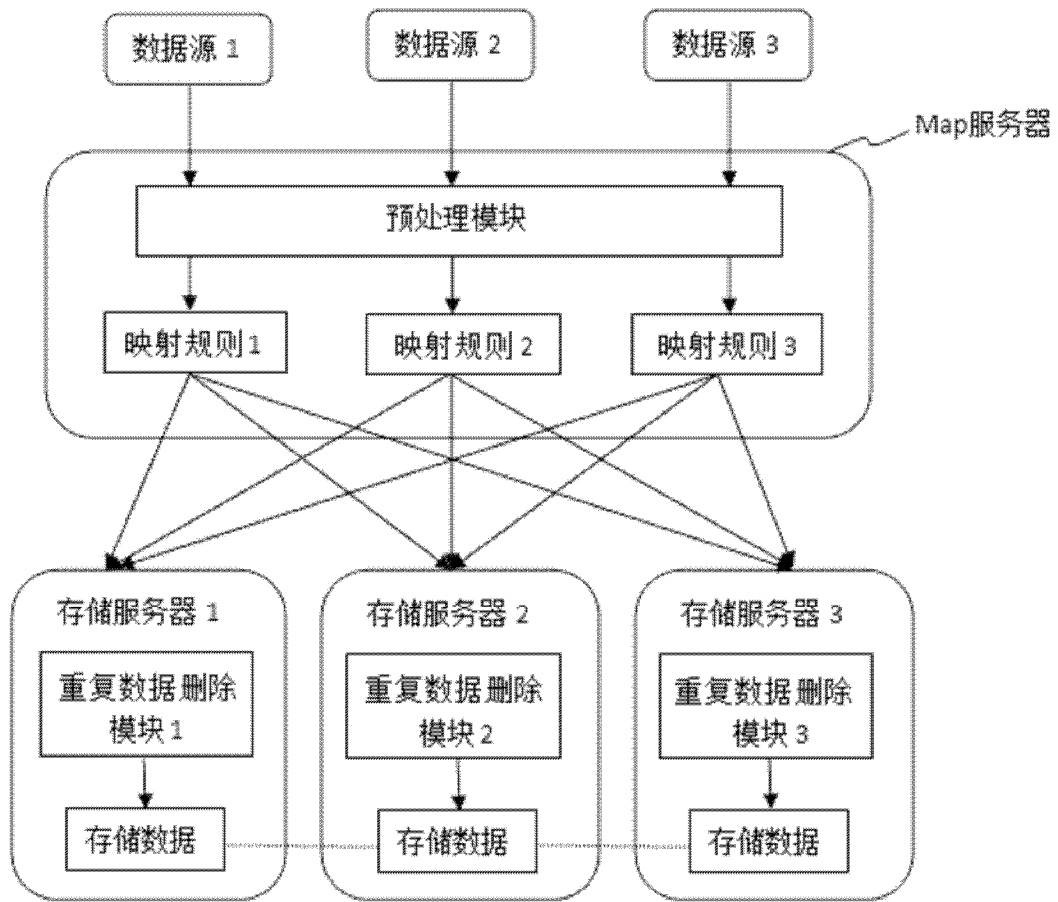 数据源 1
数据源 2
数据源 3
Map服务器
预处理模块
映射规则 1
映射规则 2
映射规则 3
存储服务器 1
存储服务器 2
存储服务器 3
重复数据删除
模块 1
重复数据删除
模块 2
重复数据删除
模块 3
存储数据
存储数据
存储数据